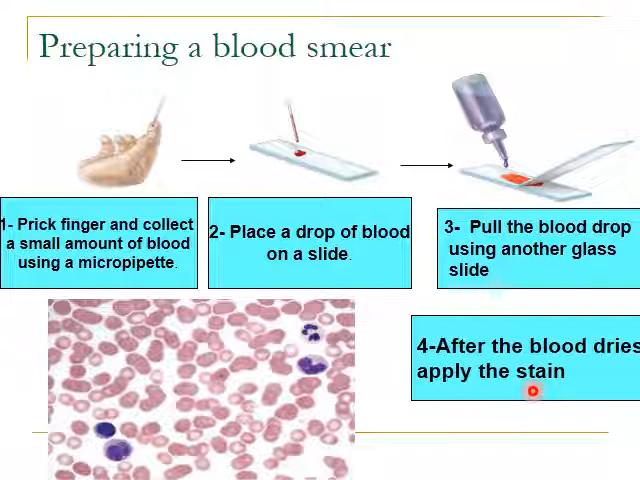 Preparing a blood smear
1- Prick finger and collect
a small amount of blood
using a micropipette.
2- Place a drop of blood
on a slide.
3-  Pull the blood drop
using another glass
slide
4-After the blood dries
apply the stain